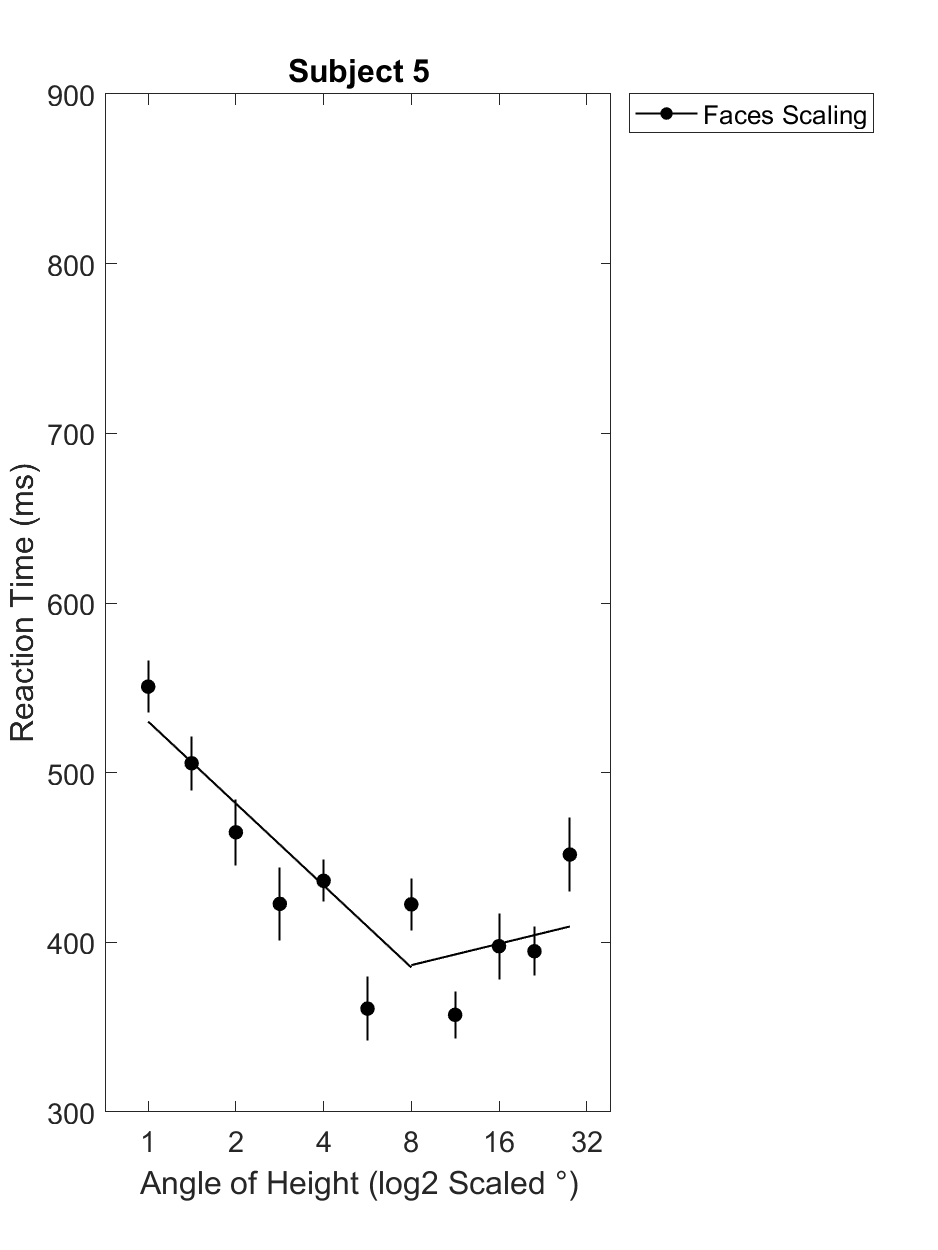 Subject 5
Faces Scaling
900
800
700
600
500
400
300
Reaction Time (ms)
1 2 4 8 16 32
Angle of Height (log2 Scaled °)